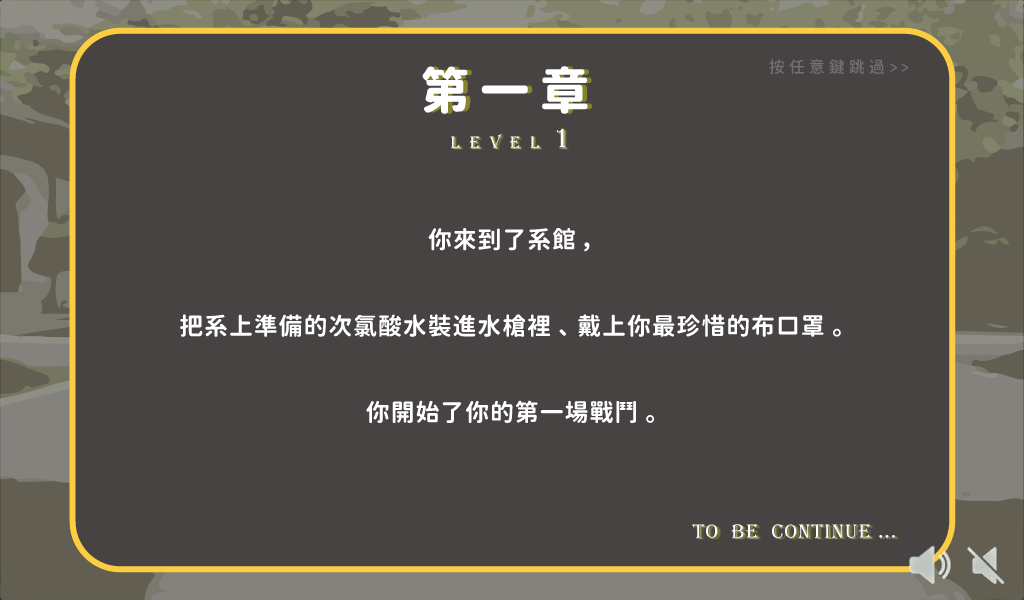 按任意鍵跳過>>
第一章
LEVEL 1
你來到了系館，
把系上準備的次氯酸水裝進水槍裡、戴上你最珍惜的布口罩。
你開始了你的第一場戰鬥。
TO BE CONTINUE...